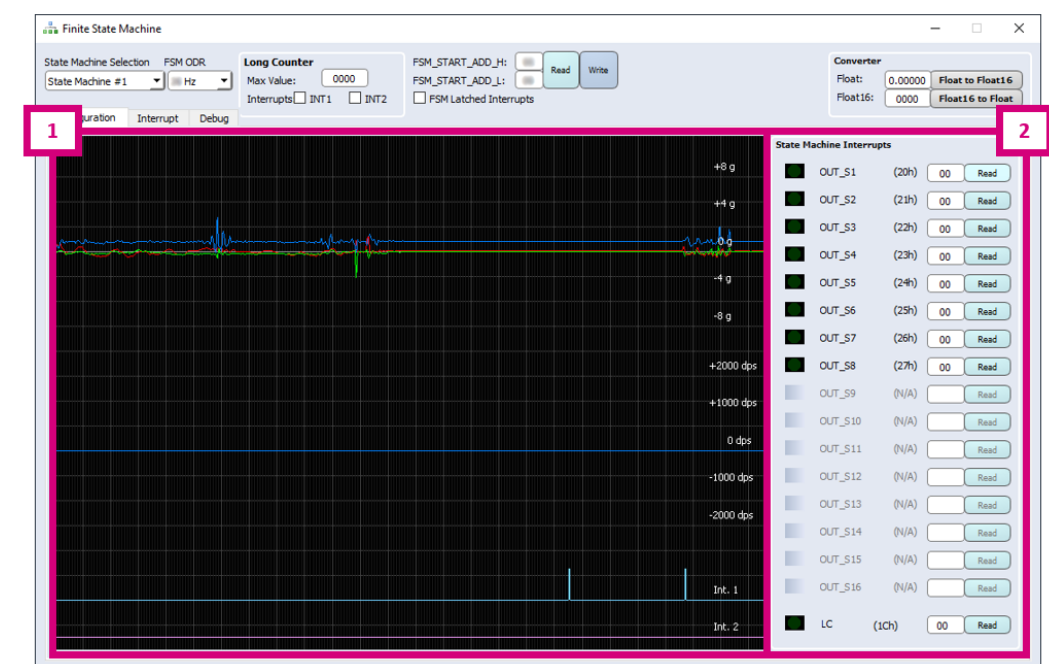 Finite State Machine
State Machine Selection FSM ODR
State Machine #1 Hz
Long Counter
Max Value: 0000
Interrupts INT1 INT2
FSM_START_ADD_H:
FSM_START_ADD_L:
Read Write
FSM Latched Interrupts
Converter
Float: 0.00000 Float to Float16
Float16: 0000 Float16 to Float
uration Interrupt Debug
1
2
+8 g
+4 g
0 g
-4 g
-8 g
+2000 dps
+1000 dps
0 dps
-1000 dps
-2000 dps
Int. 1
Int. 2
State Machine Interrupts
OUT_S1 (20h) 00 Read
OUT_S2 (21h) 00 Read
OUT_S3 (22h) 00 Read
OUT_S4 (23h) 00 Read
OUT_S5 (24h) 00 Read
OUT_S6 (25h) 00 Read
OUT_S7 (26h) 00 Read
OUT_S8 (27h) 00 Read
OUT_S9 (N/A) Read
OUT_S10 (N/A) Read
OUT_S11 (N/A) Read
OUT_S12 (N/A) Read
OUT_S13 (N/A) Read
OUT_S14 (N/A) Read
OUT_S15 (N/A) Read
OUT_S16 (N/A) Read
LC (1Ch) 00 Read